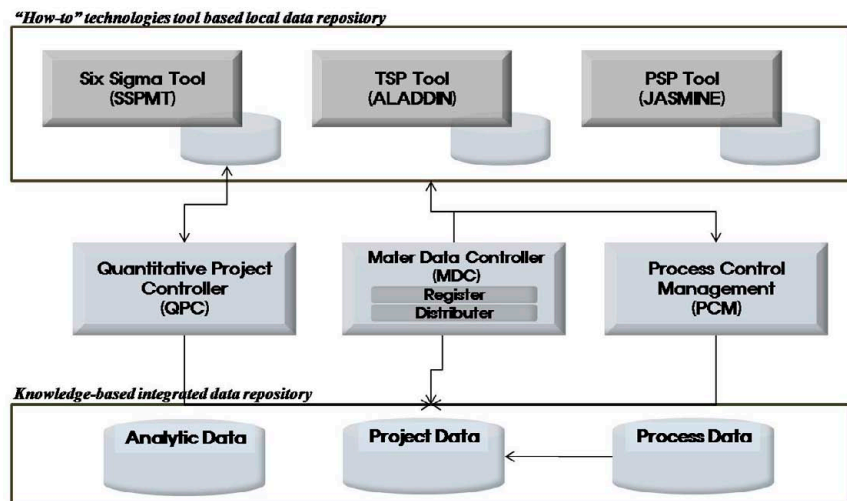 “How-to” technologies tool based local data repository
Six Sigma Tool
(SSPMT)
TSP Tool
(ALADDIN)
PSP Tool
(JASMINE)
Quantitative Project
Controller
(QPC)
Mater Data Controller
(MDC)
Register
Distributer
Process Control
Management
(PCM)
Knowledge-based integrated data repository
Analytic Data
Project Data
Process Data